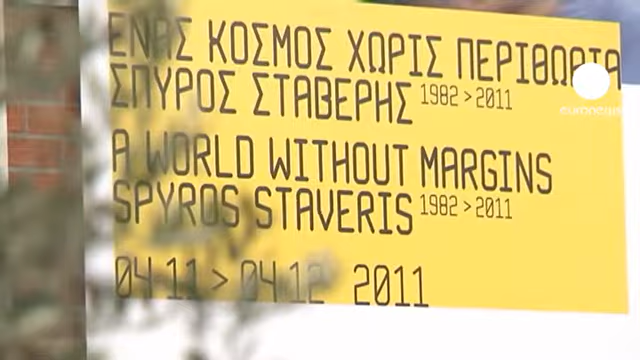 ΕΝΑΣ ΚΟΣΜΟΣ ΧΩΡΙΣ ΠΕΡΙΘΩΡΙΑ
ΣΠΥΡΟΣ ΣΤΑΒΕΡΗΣ 1982 > 2011
A WORLD WITHOUT MARGINS
SPYROS STAVERIS 1982 > 2011
04 11 > 04 12 2011
euronews